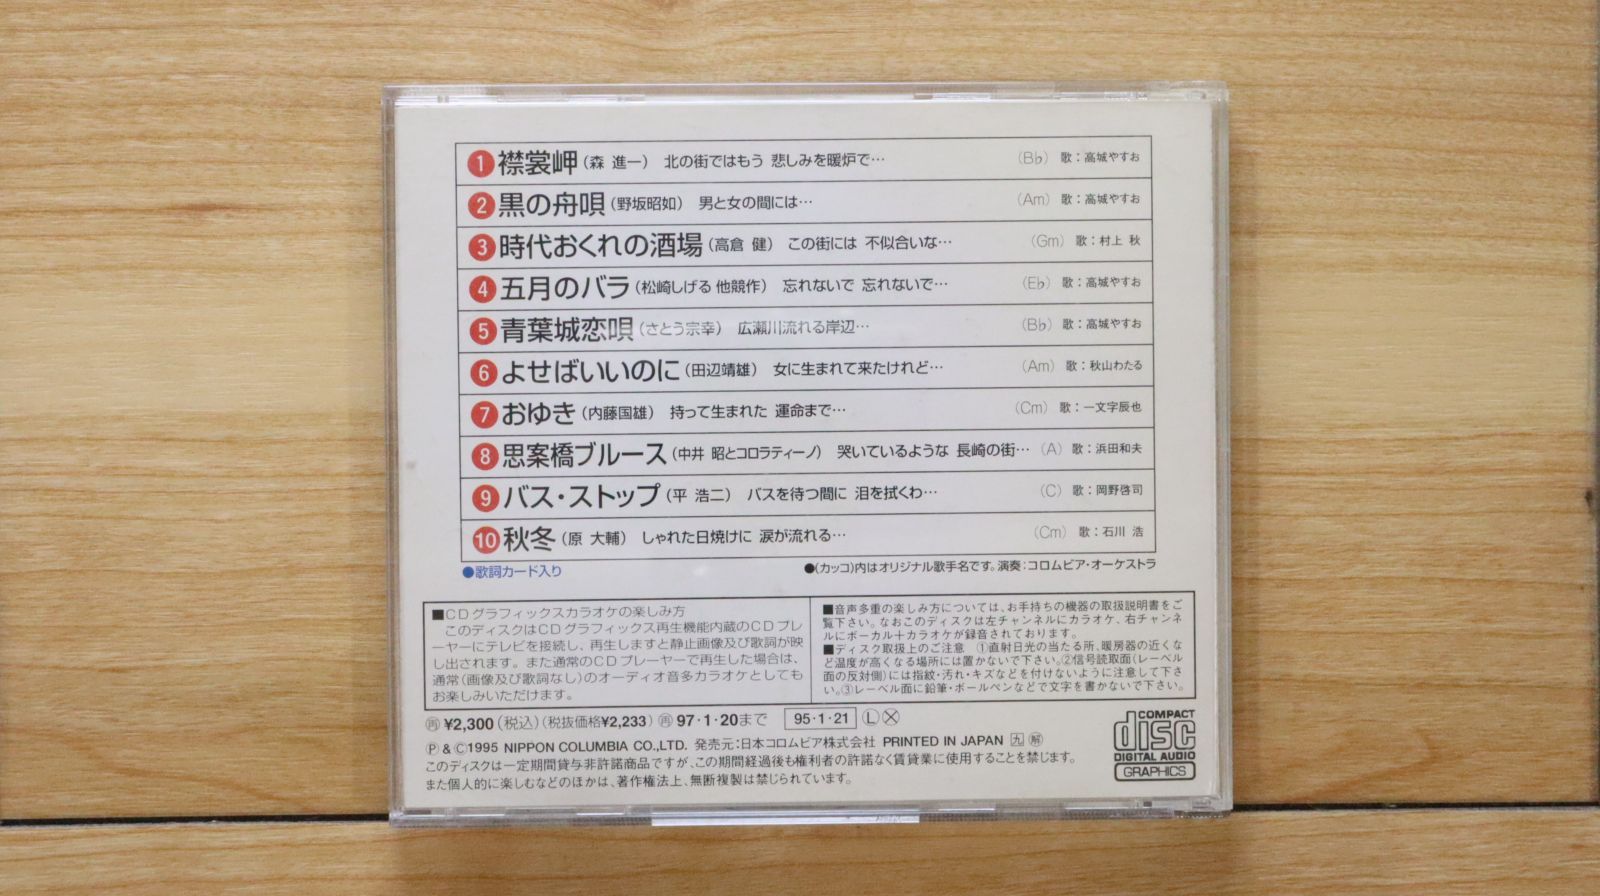 1 襟裳岬(森 進一) 北の街ではもう 悲しみを暖炉で… (B♭) 歌:高城やすお
2 黒の舟唄(野坂昭如) 男と女の間には… (Am) 歌:高城やすお
3 時代おくれの酒場(高倉 健) この街には 不似合いな… (Gm) 歌:村上 秋
4 五月のバラ(松崎しげる 他競作) 忘れないで 忘れないで… (E♭) 歌:高城やすお
5 青葉城恋唄(さとう宗幸) 広瀬川流れる岸辺… (B♭) 歌:高城やすお
6 よせばいいのに(田辺靖雄) 女に生まれて来たけれど… (Am) 歌:秋山わたる
7 おゆき(内藤国雄) 持って生まれた 運命まで… (Cm) 歌:一文字辰也
8 思案橋ブルース(中井 昭とコロラティーノ) 哭いているような 長崎の街… (A) 歌:浜田和夫
9 バス・ストップ(平 浩二) バスを待つ間に 泪を拭くわ… (C) 歌:岡野啓司
10 秋冬(原 大輔) しゃれた日焼けに 涙が流れる… (Cm) 歌:石川 浩
●歌詞カード入り ●(カッコ)内はオリジナル歌手名です。演奏:コロムビア・オーケストラ
■CDグラフィックスカラオケの楽しみ方
このディスクはCDグラフィックス再生機能内蔵のCDプレ
ーヤーにテレビを接続し、再生しますと静止画像及び歌詞が映
し出されます。また通常のCDプレーヤーで再生した場合は、
通常(画像及び歌詞なし)のオーディオ音多カラオケとしても
お楽しみいただけます。
■音声多重の楽しみ方については、お手持ちの機器の取扱説明書をご
覧下さい。なおこのディスクは左チャンネルにカラオケ、右チャンネ
ルにボーカル+カラオケが録音されております。
■ディスク取扱上のご注意 ①直射日光の当たる所、暖房器の近くな
ど温度が高くなる場所には置かないで下さい。②信号読取面(レーベル
面の反対側)には指紋・汚れ・キズなどを付けないように注意して下さ
い。③レーベル面に鉛筆・ボールペンなどで文字を書かないで下さい。
㊥¥2,300(税込)(税抜価格¥2,233) 再97・1・20まで 95・1・21 Ⓛ Ⓧ
Ⓟ & ©1995 NIPPON COLUMBIA CO.,LTD. 発売元:日本コロムビア株式会社 PRINTED IN JAPAN 九 解
このディスクは一定期間貸与非許諾商品ですが、この期間経過後も権利者の許諾なく賃貸業に使用することを禁じます。
また個人的に楽しむなどのほかは、著作権法上、無断複製は禁じられています。
COMPACT
disc
DIGITAL AUDIO
GRAPHICS